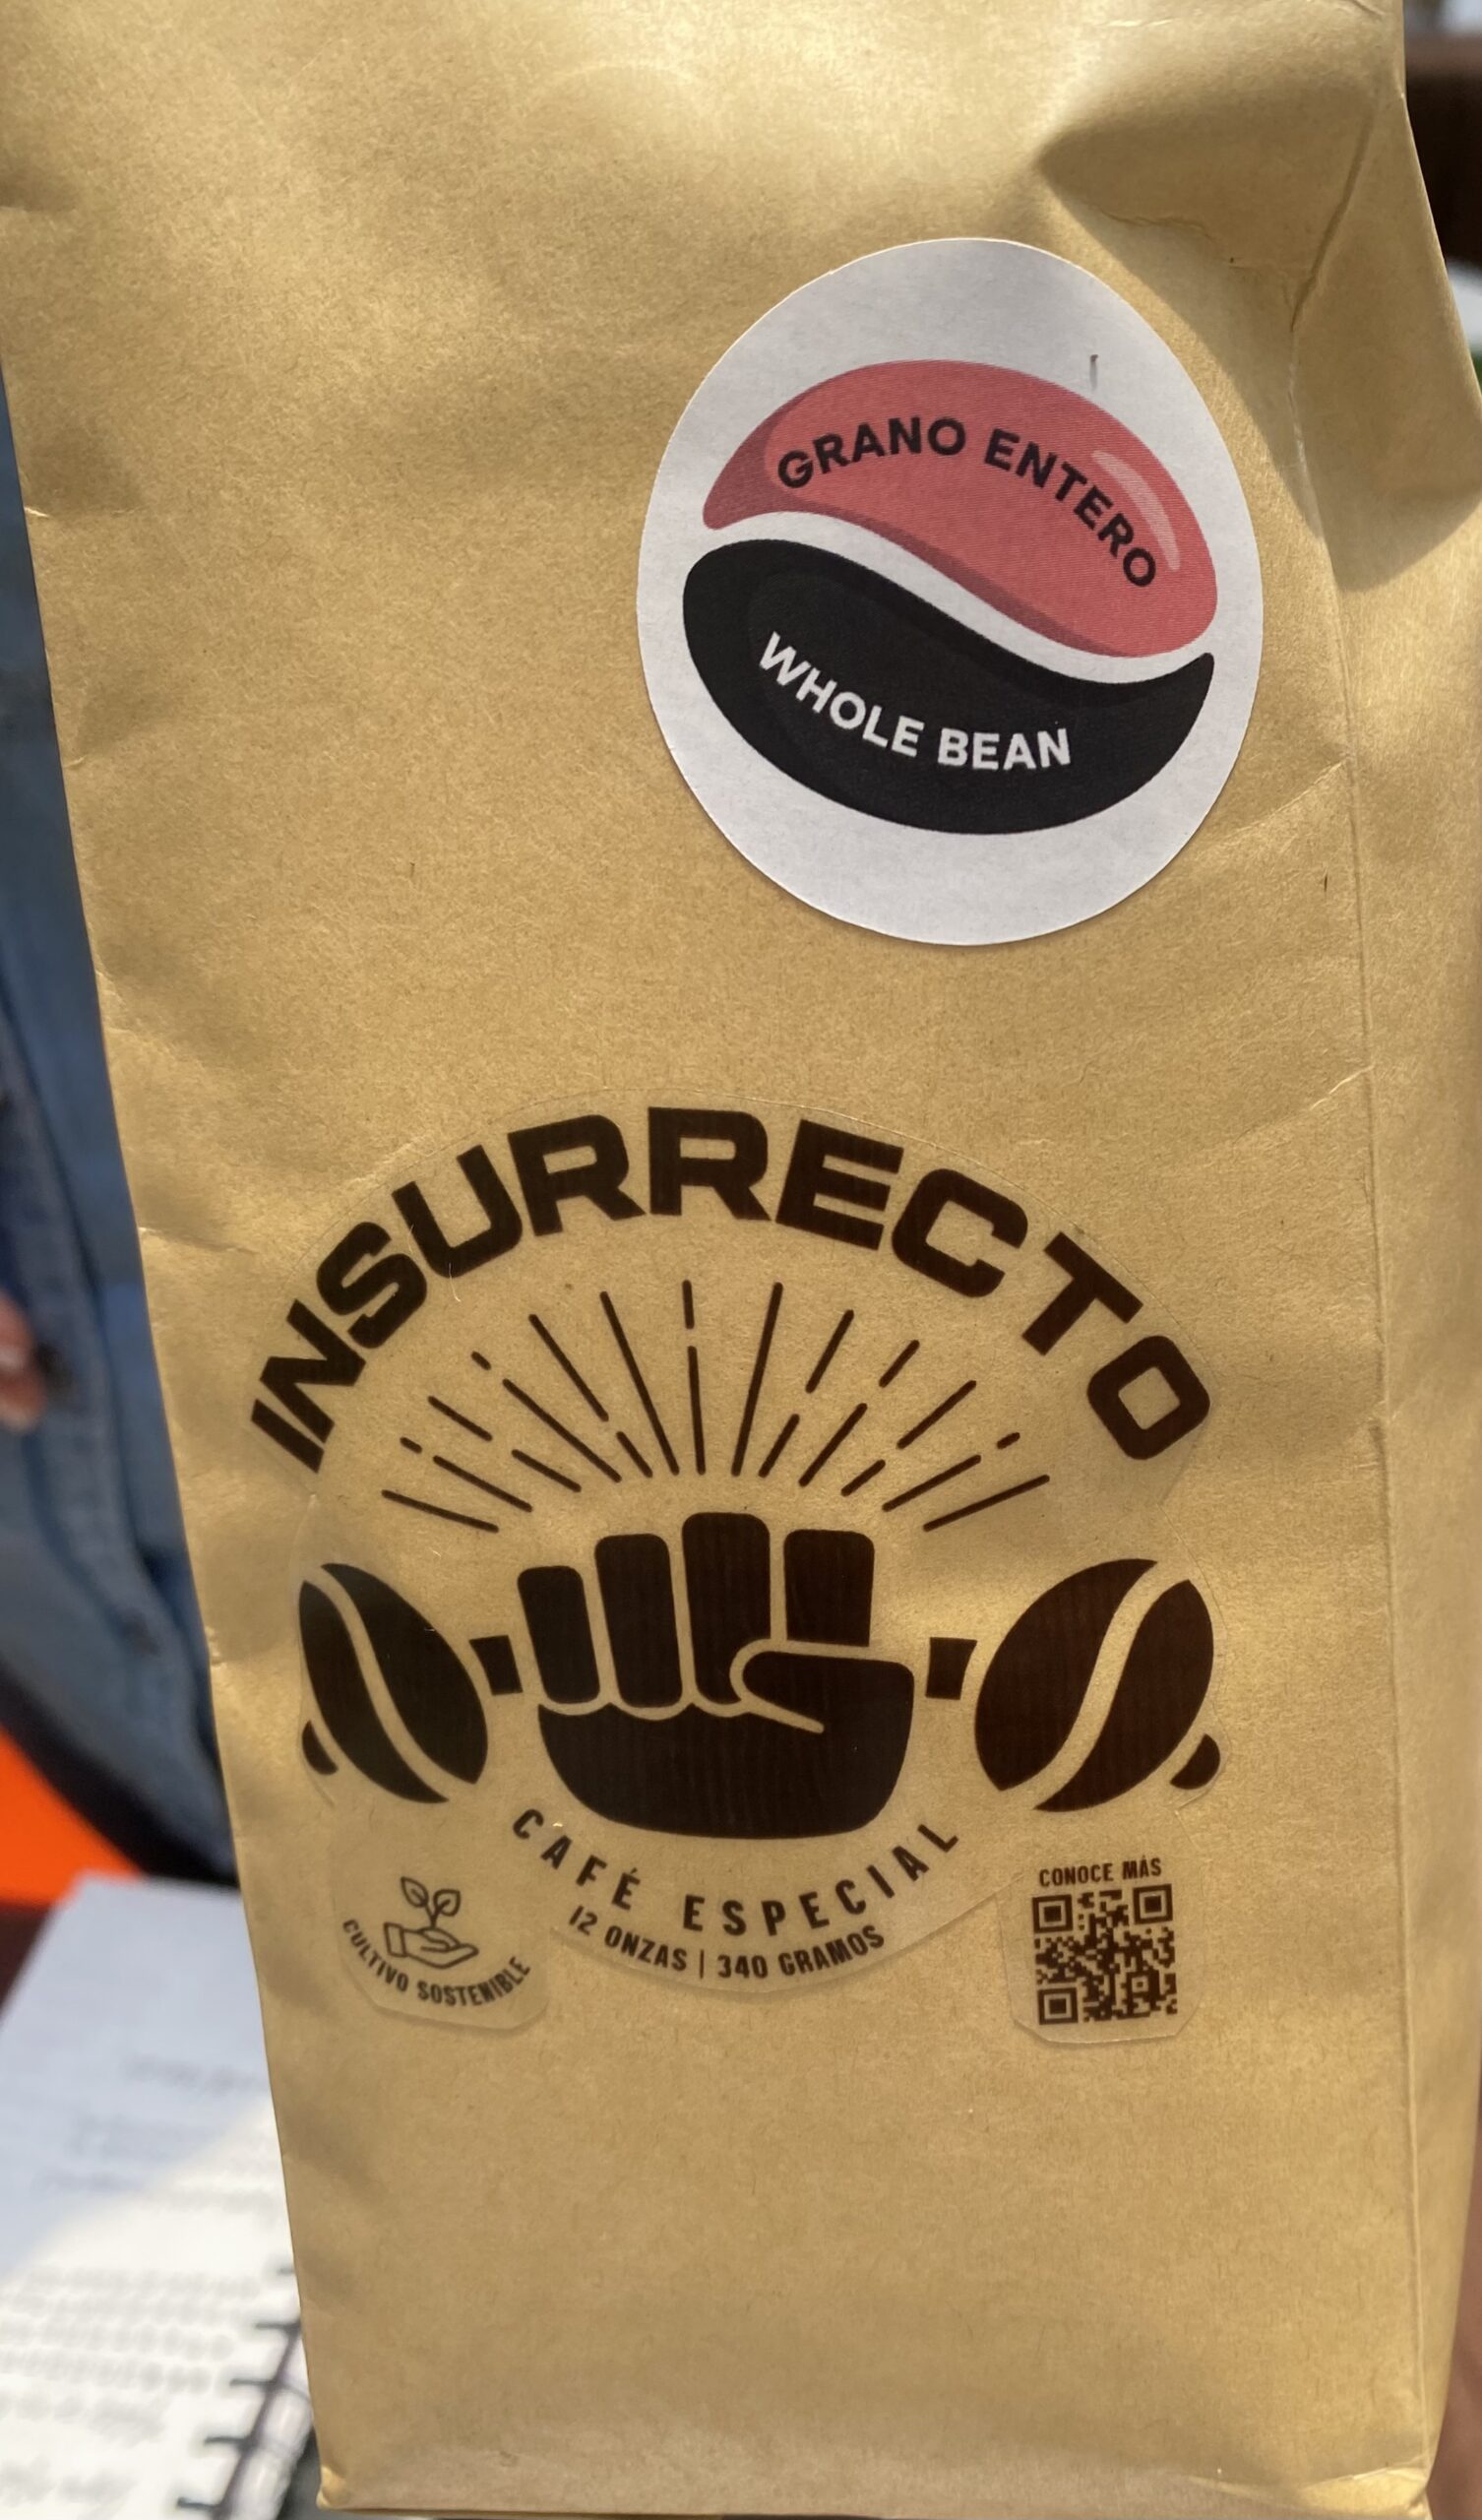 GRANO ENTERO
WHOLE BEAN
INSURRECTO
CAFÉ ESPECIAL
12 ONZAS | 340 GRAMOS
CULTIVO SOSTENIBLE
CONOCE MÁS